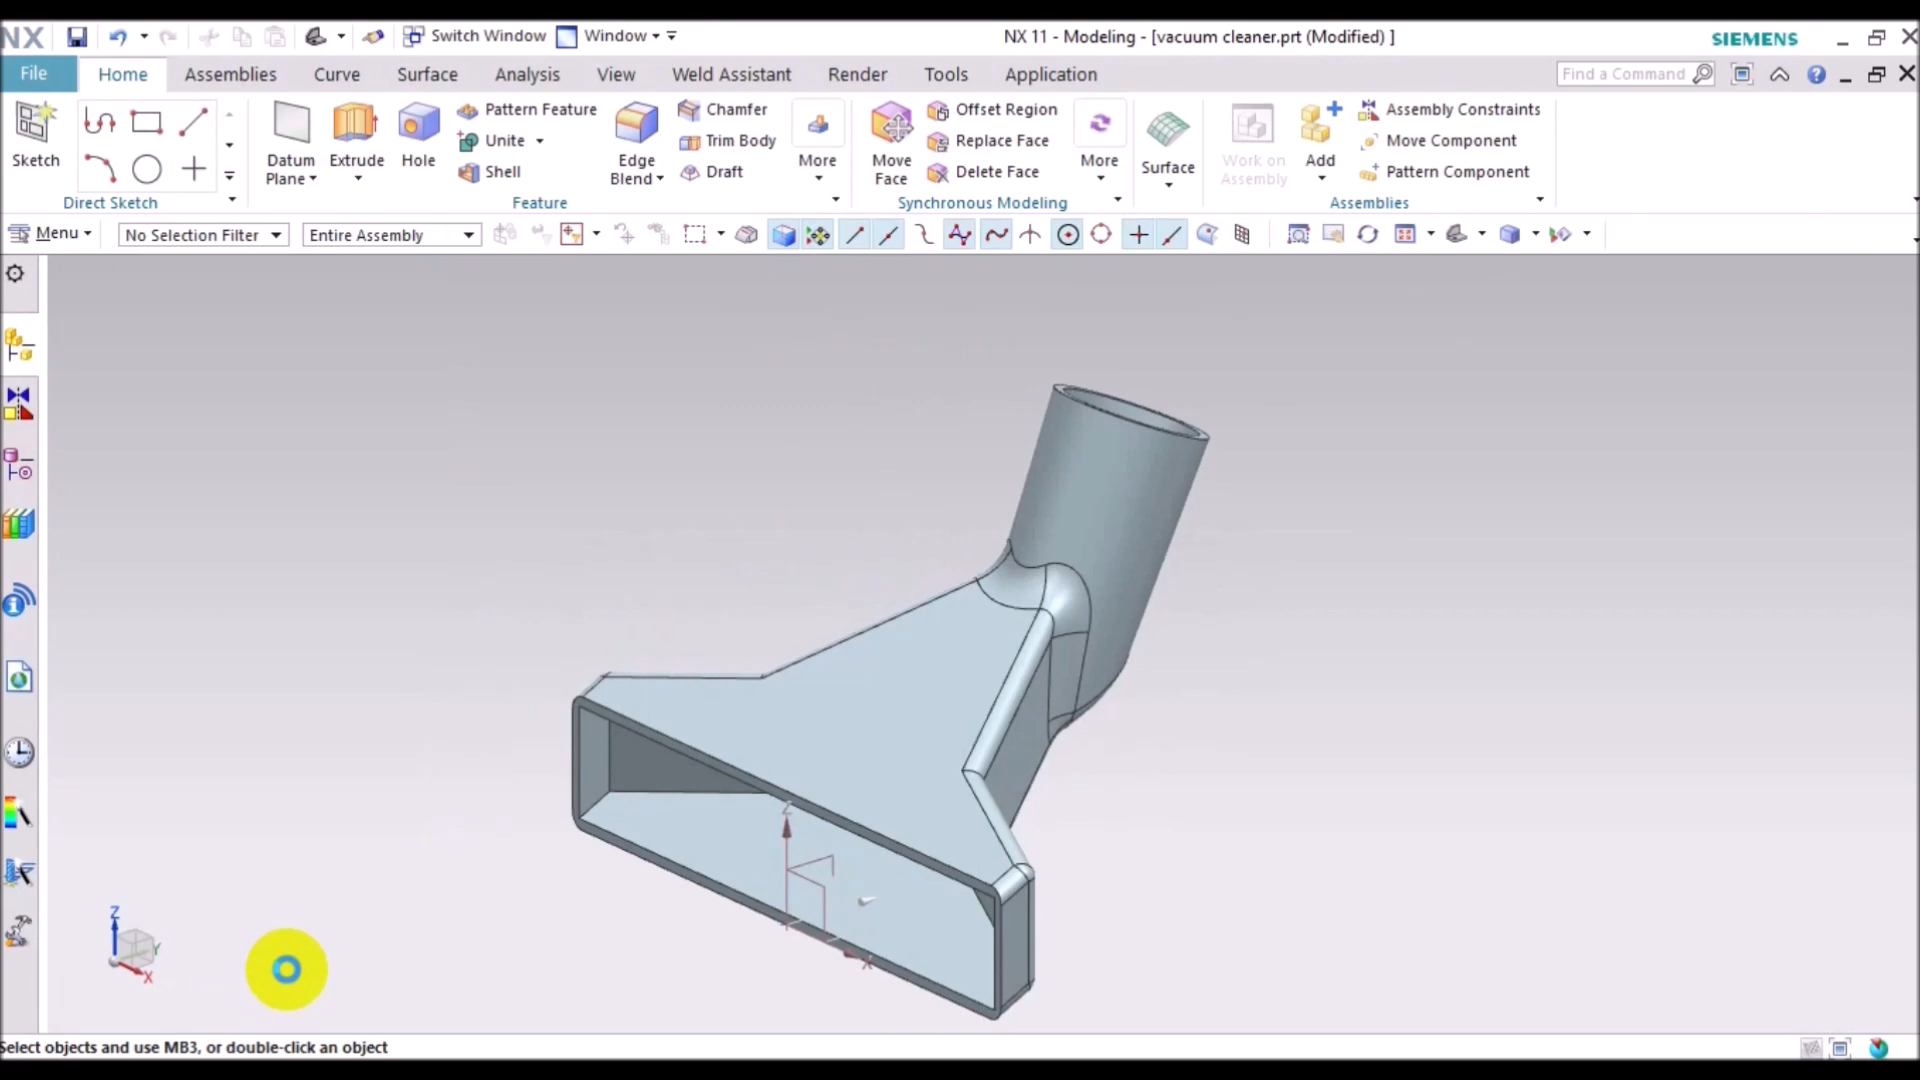 NX
Switch Window
Window
NX 11 - Modeling - [vacuum cleaner.prt (Modified) ]
SIEMENS
File
Home
Assemblies
Curve
Surface
Analysis
View
Weld Assistant
Render
Tools
Application
Find a Command
Sketch
Direct Sketch
Datum
Plane
Extrude
Hole
Pattern Feature
Unite
Shell
Edge
Blend
Chamfer
Trim Body
Draft
More
Feature
Move
Face
Offset Region
Replace Face
Delete Face
More
Synchronous Modeling
Surface
Work on
Assembly
Add
Assembly Constraints
Move Component
Pattern Component
Assemblies
Menu
No Selection Filter
Entire Assembly
Z
X
Z
Y
X
Select objects and use MB3, or double-click an object